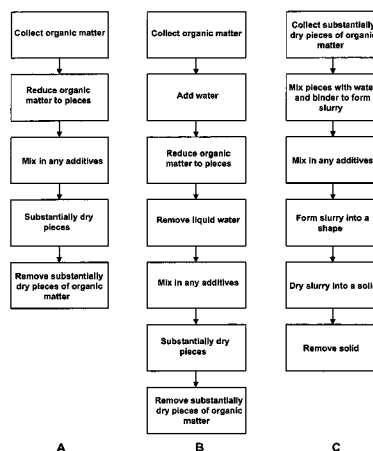 Collect organic matter
Reduce organic
matter to pieces
Mix in any additives
Substantially dry
pieces
Remove substantially
dry pieces of organic
matter
A
Collect organic matter
Add water
Reduce organic
matter to pieces
Remove liquid water
Mix in any additives
Substantially dry
pieces
Remove substantially
dry pieces of organic
matter
B
Collect substantially
dry pieces of organic
matter
Mix pieces with water
and binder to form
slurry
Mix in any additives
Form slurry into a
shape
Dry slurry into a solid
Remove solid
C